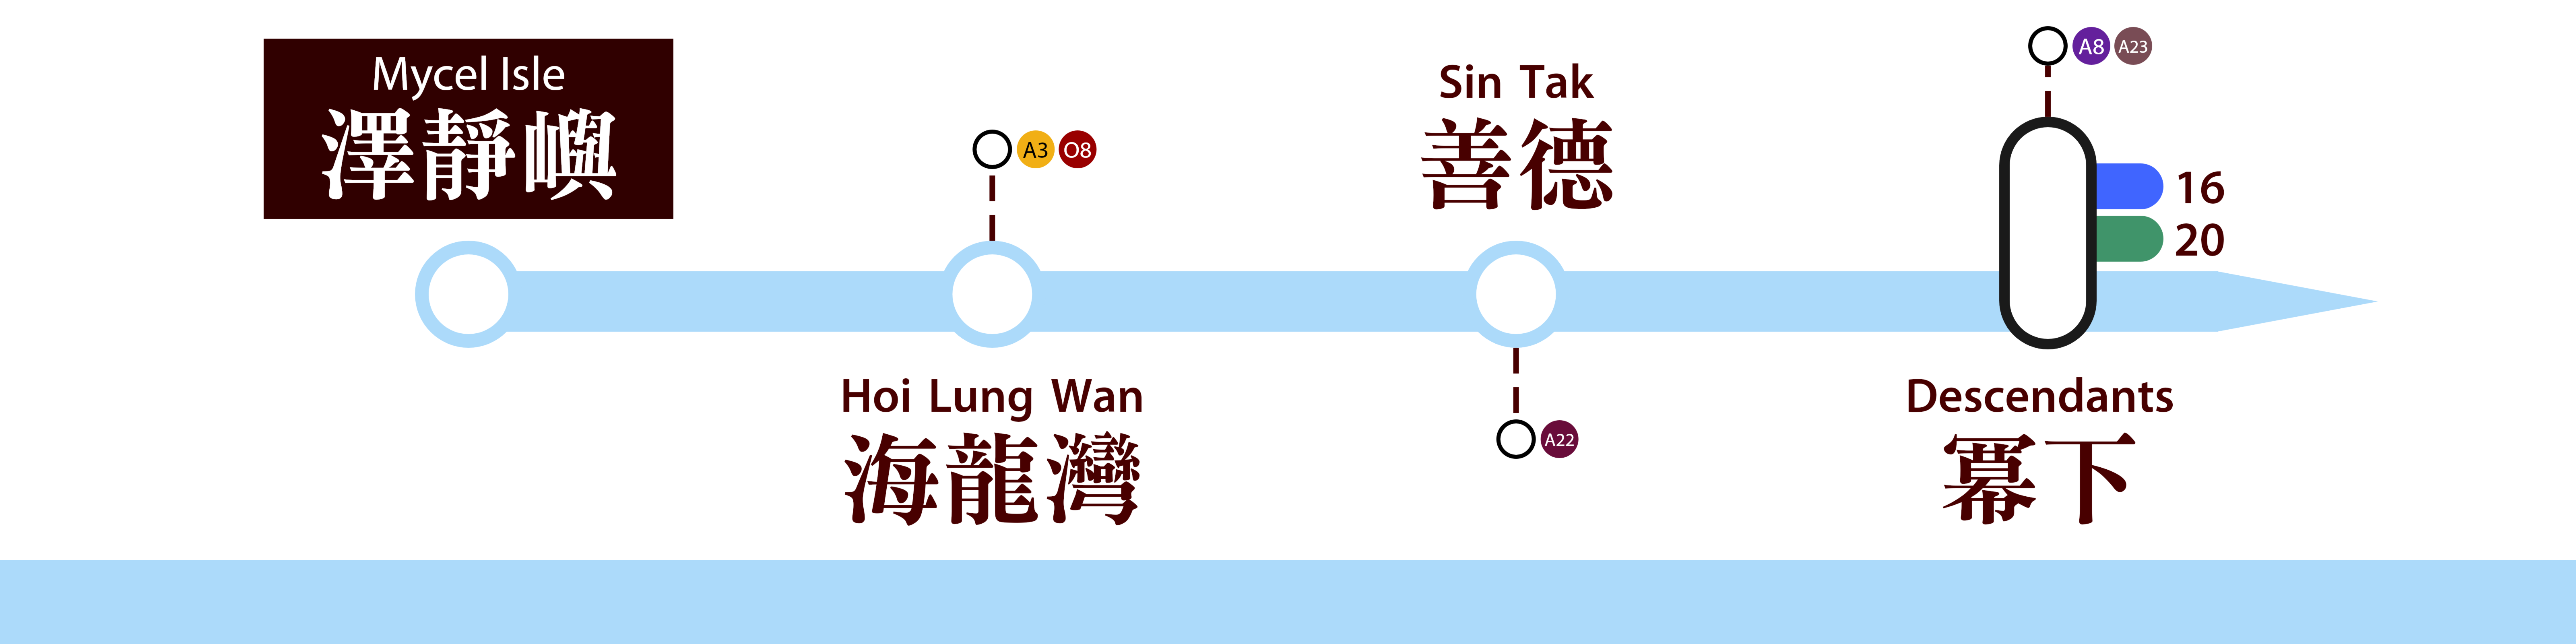 Mycel Isle
澤靜嶼
A3 O8
Hoi Lung Wan
海龍灣
Sin Tak
善德
A22
A8 A23
16
20
Descendants
幕下